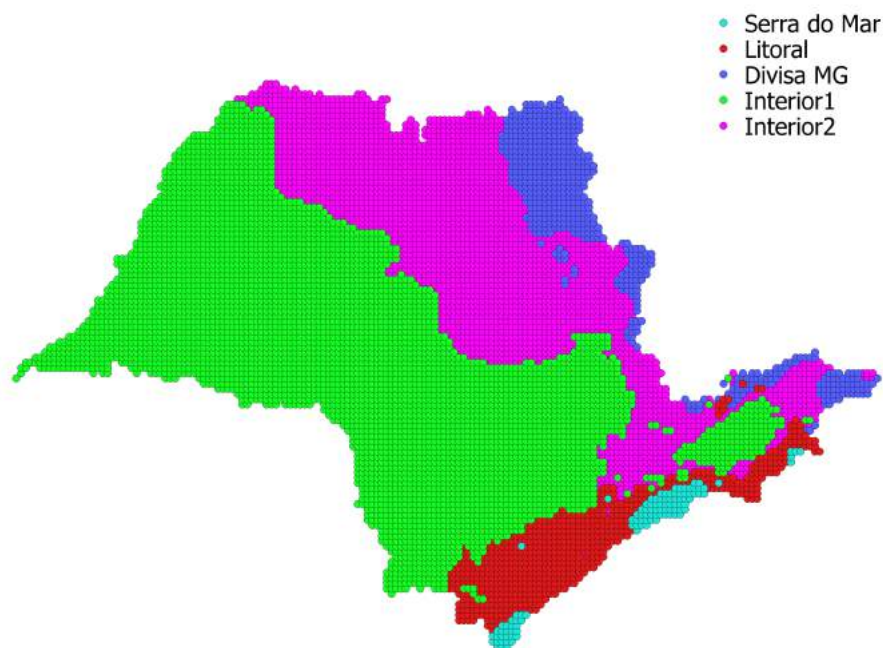 Serra do Mar
Litoral
Divisa MG
Interior1
Interior2